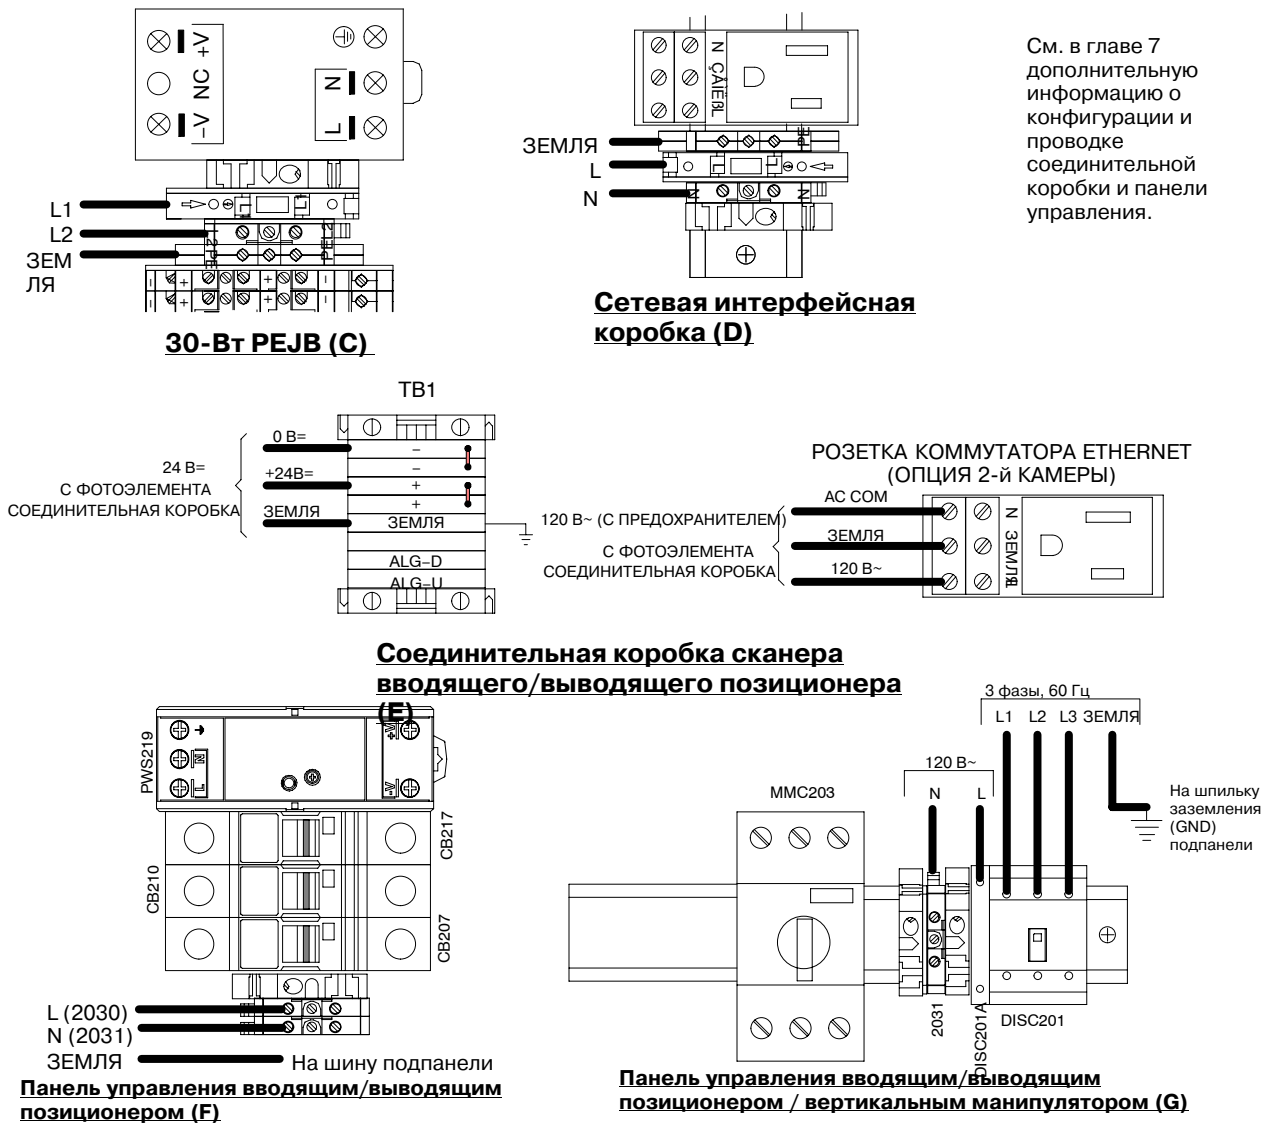 +V
NC
–V
N
L
L1
L2
ЗЕМ
ЛЯ
30-Вт PEJB (C)
N
L
ЗЕМЛЯ
L
N
PE
N
N
Сетевая интерфейсная
коробка (D)
См. в главе 7
дополнительную
информацию о
конфигурации и
проводке
соединительной
коробки и панели
управления.
TB1
0 В=
24 В=
+24В=
С ФОТОЭЛЕМЕНТА
СОЕДИНИТЕЛЬНАЯ КОРОБКА
ЗЕМЛЯ
–
–
+
+
ЗЕМЛЯ
ALG–D
ALG–U
РОЗЕТКА КОММУТАТОРА ETHERNET
(ОПЦИЯ 2-й КАМЕРЫ)
AC COM
120 В~ (С ПРЕДОХРАНИТЕЛЕМ)
ЗЕМЛЯ
С ФОТОЭЛЕМЕНТА
СОЕДИНИТЕЛЬНАЯ КОРОБКА
120 В~
N
ЗЕМЛЯ
Соединительная коробка сканера
вводящего/выводящего позиционера
(E)
PWS219
N
L
+V
-V
CB217
CB210
CB207
L (2030)
N (2031)
ЗЕМЛЯ
На шину подпанели
Панель управления вводящим/выводящим
позиционером (F)
3 фазы, 60 Гц
L1 L2 L3 ЗЕМЛЯ
120 В~
N L
MMC203
На шпильку
заземления
(GND)
подпанели
2031
DISC201A
DISC201
Панель управления вводящим/выводящим
позиционером / вертикальным манипулятором (G)